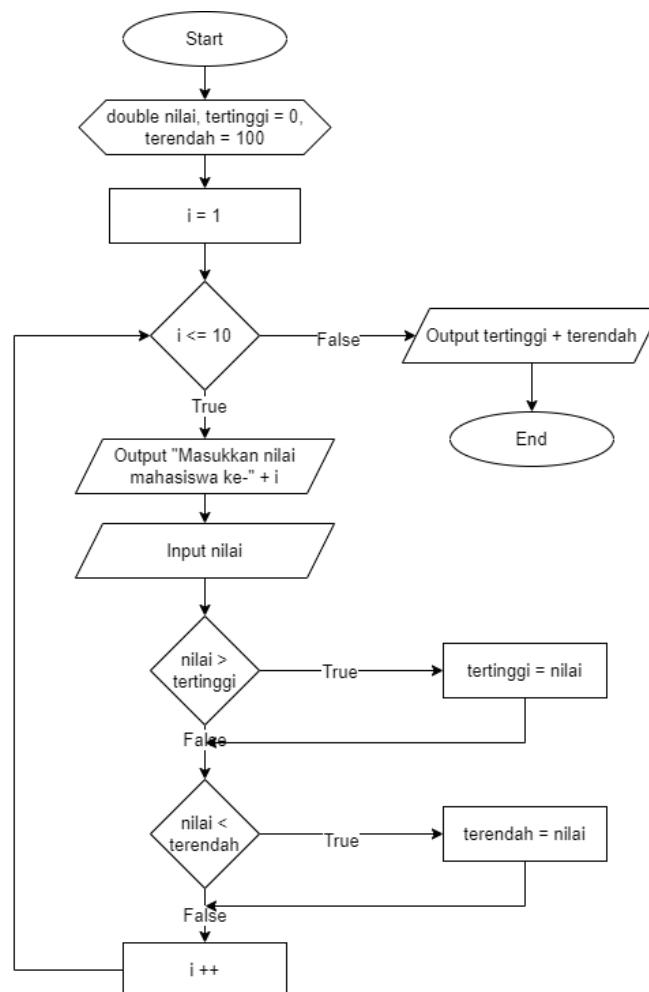 Start
double nilai, tertinggi = 0,
terendah = 100
i = 1
i <= 10
False
Output tertinggi + terendah
End
True
Output "Masukkan nilai
mahasiswa ke-" + i
Input nilai
nilai >
tertinggi
True
tertinggi = nilai
False
nilai <
terendah
True
terendah = nilai
False
i ++